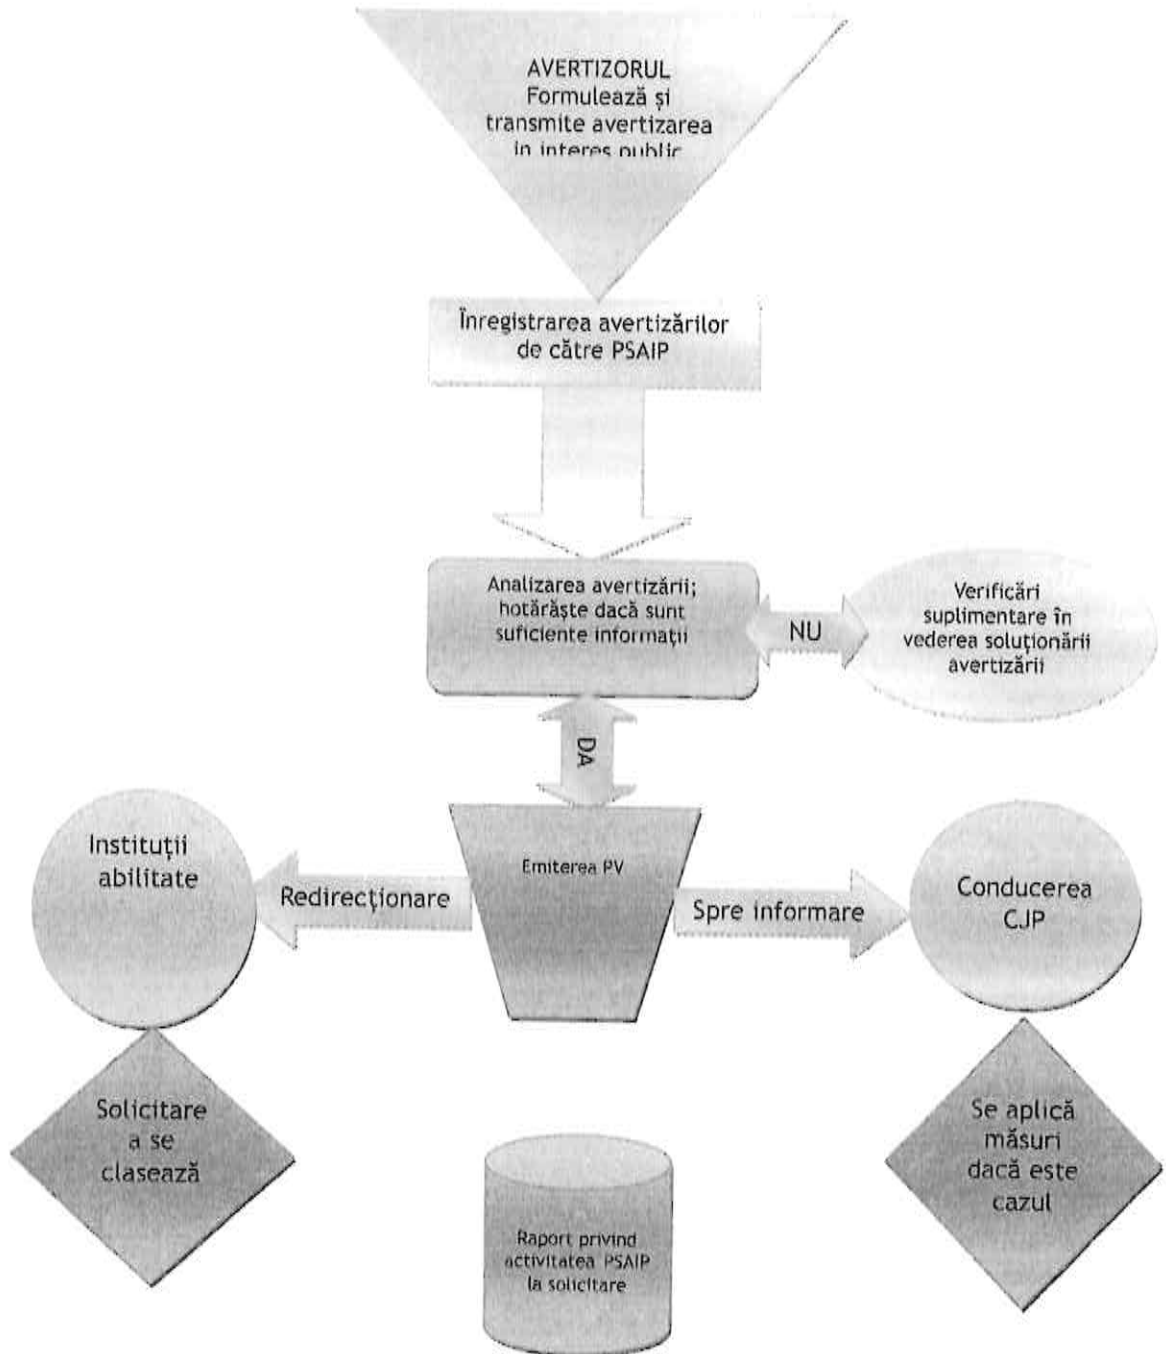 AVERTIZORUL
Formulează și
transmite avertizarea
in interes public
Înregistrarea avertizărilor
de către PSAIP
Analizarea avertizării;
hotărăște dacă sunt
suficiente informații
NU
Verificări
suplimentare în
vederea soluționării
avertizării
DA
Instituții
abilitate
Redirecționare
Emiterea PV
Spre informare
Conducerea
CJP
Solicitare
a se
clasează
Se aplică
măsuri
dacă este
cazul
Raport privind
activitatea PSAIP
la solicitare